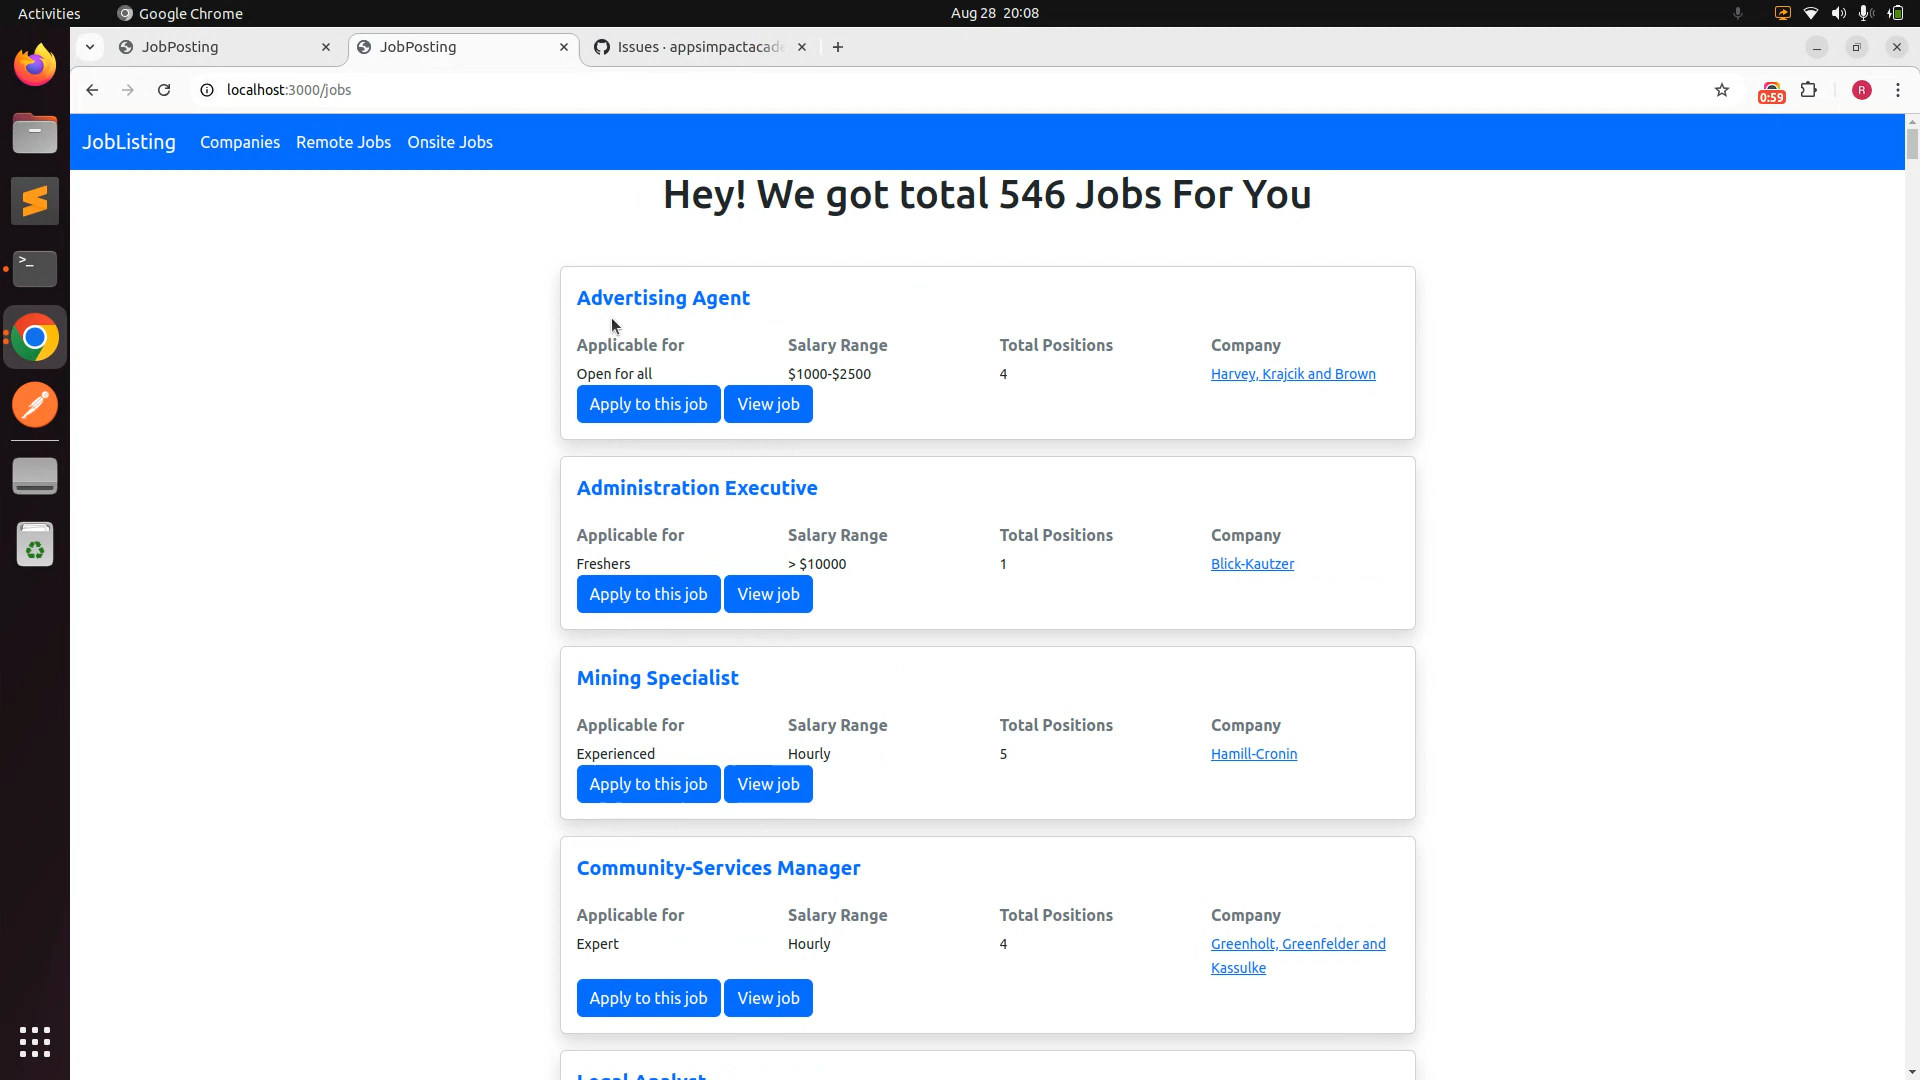 Activities Google Chrome Aug 28 20:08
JobPosting JobPosting Issues · appsimpactacade
localhost:3000/jobs 0:59 R
JobListing Companies Remote Jobs Onsite Jobs
Hey! We got total 546 Jobs For You
Advertising Agent
Applicable for Salary Range Total Positions Company
Open for all $1000-$2500 4 Harvey, Krajcik and Brown
Apply to this job View job
Administration Executive
Applicable for Salary Range Total Positions Company
Freshers > $10000 1 Blick-Kautzer
Apply to this job View job
Mining Specialist
Applicable for Salary Range Total Positions Company
Experienced Hourly 5 Hamill-Cronin
Apply to this job View job
Community-Services Manager
Applicable for Salary Range Total Positions Company
Expert Hourly 4 Greenholt, Greenfelder and
Kassulke
Apply to this job View job
Legal Analyst